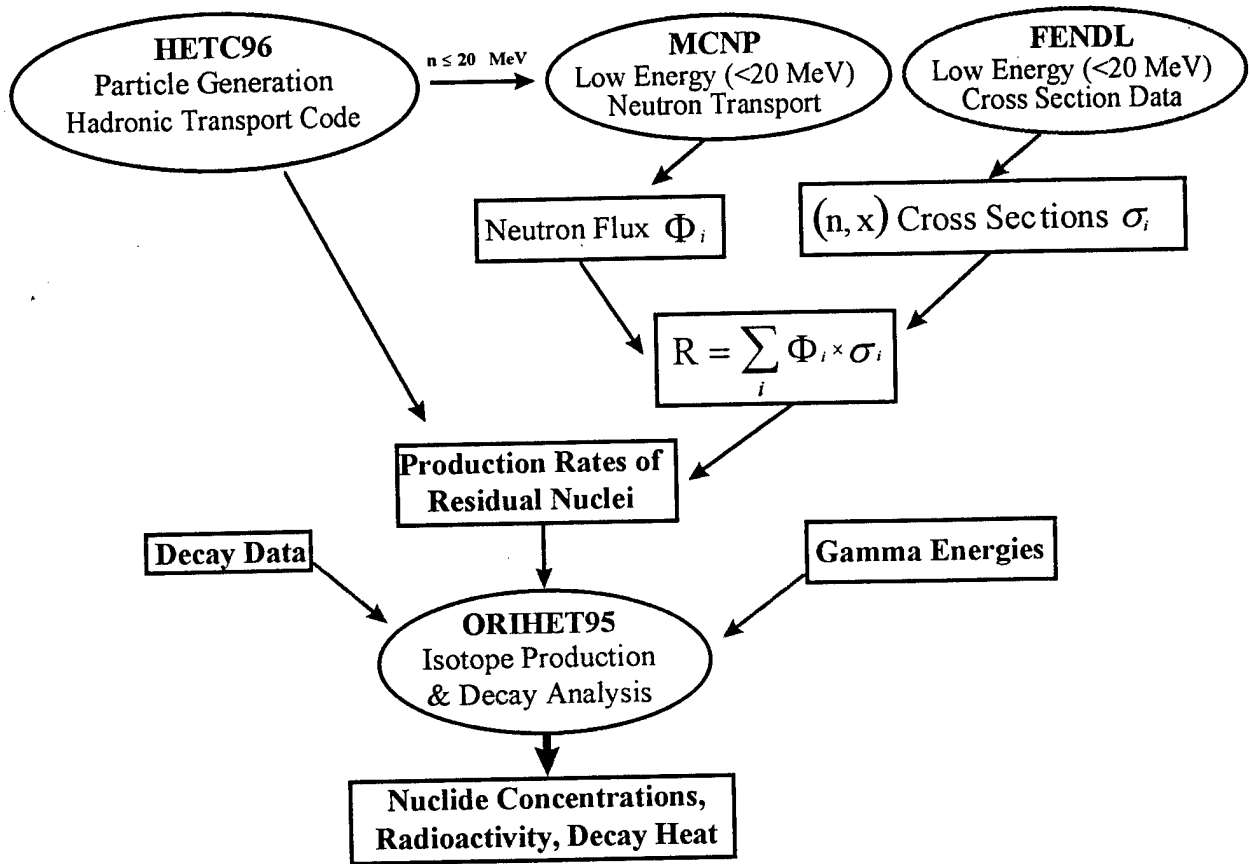 HETC96
Particle Generation
Hadronic Transport Code
n ≤ 20 MeV
MCNP
Low Energy (<20 MeV)
Neutron Transport
FENDL
Low Energy (<20 MeV)
Cross Section Data
Neutron Flux Φi
(n, x) Cross Sections σi
R = ∑i Φi × σi
Production Rates of
Residual Nuclei
Decay Data
Gamma Energies
ORIHET95
Isotope Production
& Decay Analysis
Nuclide Concentrations,
Radioactivity, Decay Heat